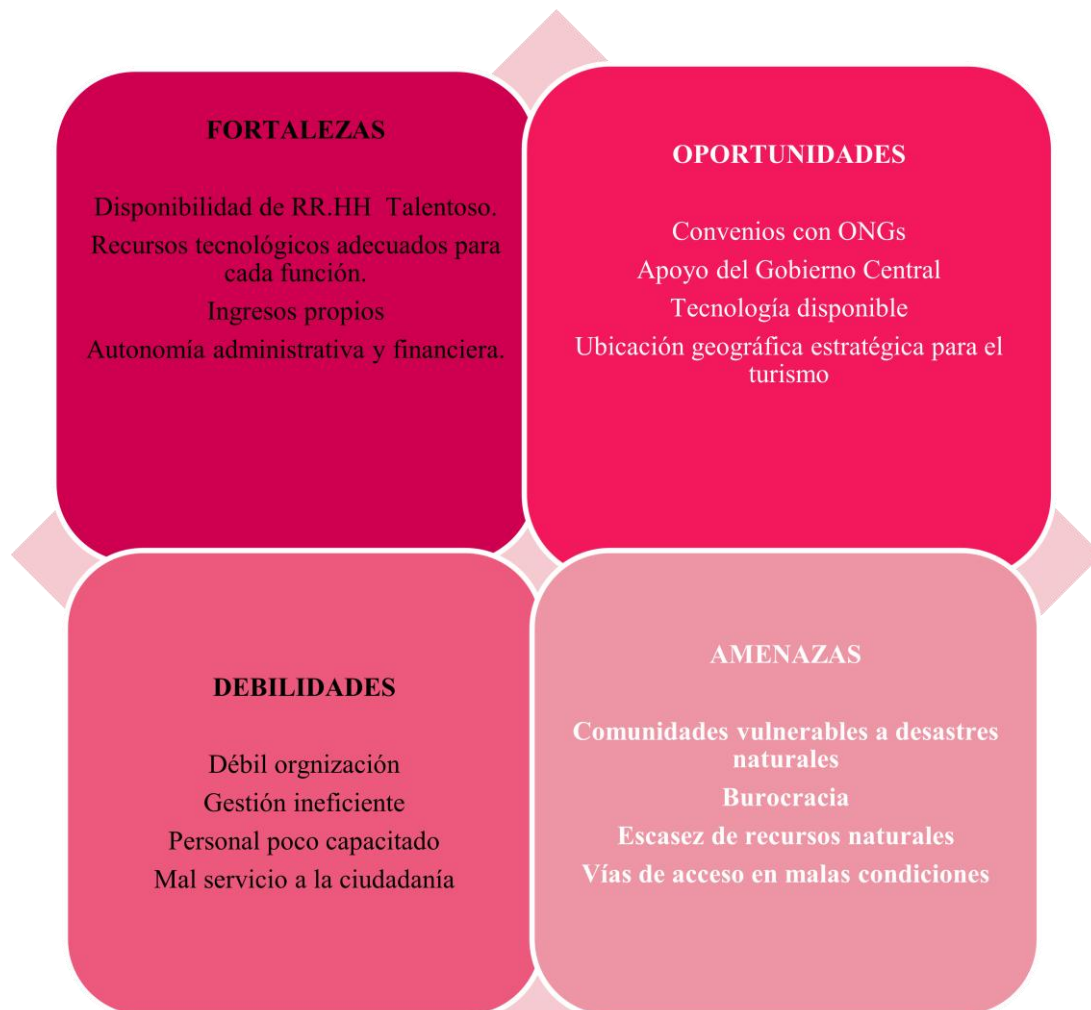 FORTALEZAS
Disponibilidad de RR.HH  Talentoso.
Recursos tecnológicos adecuados para
cada función.
Ingresos propios
Autonomía administrativa y financiera.
OPORTUNIDADES
Convenios con ONGs
Apoyo del Gobierno Central
Tecnología disponible
Ubicación geográfica estratégica para el
turismo
DEBILIDADES
Débil orgnización
Gestión ineficiente
Personal poco capacitado
Mal servicio a la ciudadanía
AMENAZAS
Comunidades vulnerables a desastres
naturales
Burocracia
Escasez de recursos naturales
Vías de acceso en malas condiciones